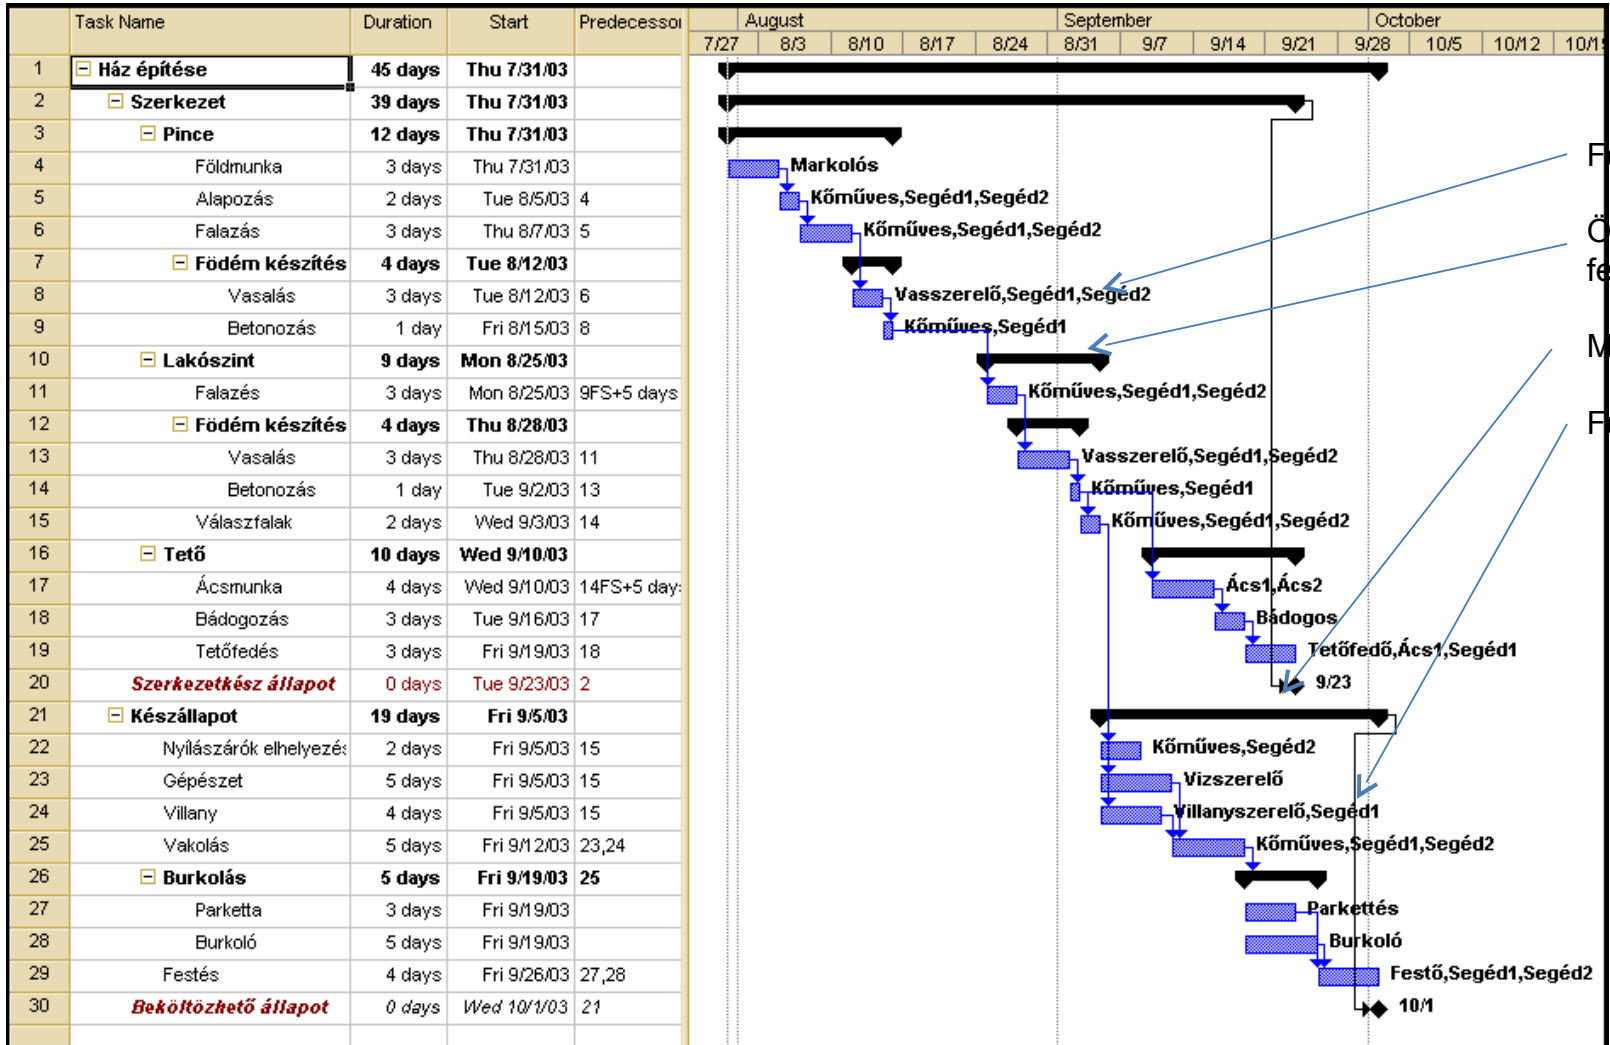 Task Name Duration Start Predecessor August September October
7/27 8/3 8/10 8/17 8/24 8/31 9/7 9/14 9/21 9/28 10/5 10/12
1 Ház építése 45 days Thu 7/31/03
2 Szerkezet 39 days Thu 7/31/03
3 Pince 12 days Thu 7/31/03
4 Földmunka 3 days Thu 7/31/03 Markolós
5 Alapozás 2 days Tue 8/5/03 4 Kőműves,Segéd1,Segéd2
6 Falazás 3 days Thu 8/7/03 5 Kőműves,Segéd1,Segéd2
7 Födém készítés 4 days Tue 8/12/03
8 Vasalás 3 days Tue 8/12/03 6 Vasszerelő,Segéd1,Segéd2
9 Betonozás 1 day Fri 8/15/03 8 Kőműves,Segéd1
10 Lakószint 9 days Mon 8/25/03
11 Falazés 3 days Mon 8/25/03 9FS+5 days Kőműves,Segéd1,Segéd2
12 Födém készítés 4 days Thu 8/28/03
13 Vasalás 3 days Thu 8/28/03 11 Vasszerelő,Segéd1,Segéd2
14 Betonozás 1 day Tue 9/2/03 13 Kőműves,Segéd1
15 Válaszfalak 2 days Wed 9/3/03 14 Kőműves,Segéd1,Segéd2
16 Tető 10 days Wed 9/10/03
17 Ácsmunka 4 days Wed 9/10/03 14FS+5 day Ács1,Ács2
18 Bádogozás 3 days Tue 9/16/03 17 Bádogos
19 Tetőfedés 3 days Fri 9/19/03 18 Tetőfedő,Ács1,Segéd1
20 Szerkezetkész állapot 0 days Tue 9/23/03 2 9/23
21 Készállapot 19 days Fri 9/5/03
22 Nyílászárók elhelyezé 2 days Fri 9/5/03 15 Kőműves,Segéd2
23 Gépészet 5 days Fri 9/5/03 15 Vizszerelő
24 Villany 4 days Fri 9/5/03 15 Villanyszerelő,Segéd1
25 Vakolás 5 days Fri 9/12/03 23,24 Kőműves,Segéd1,Segéd2
26 Burkolás 5 days Fri 9/19/03 25
27 Parketta 3 days Fri 9/19/03 Parkettés
28 Burkoló 5 days Fri 9/19/03 Burkoló
29 Festés 4 days Fri 9/26/03 27,28 Festő,Segéd1,Segéd2
30 Beköltözhető állapot 0 days Wed 10/1/03 21 10/1